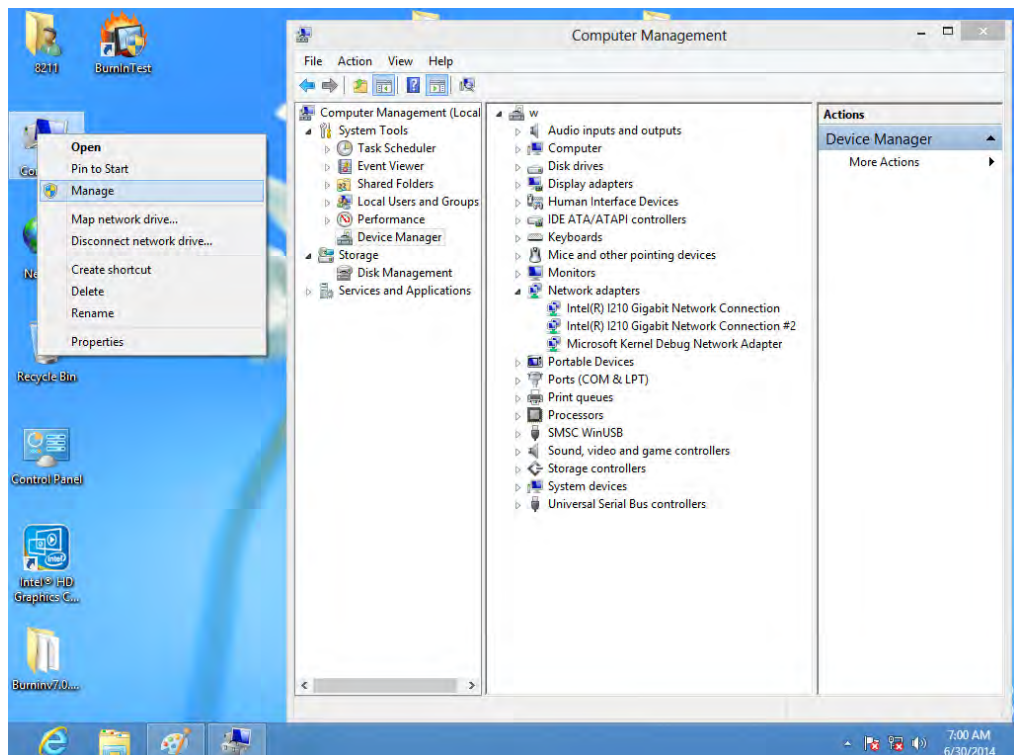 8211
BurninTest
Open
Pin to Start
Manage
Map network drive...
Disconnect network drive...
Create shortcut
Delete
Rename
Properties
Recycle Bin
Control Panel
Intel® HD
Graphics C...
Burninv7.0....
Computer Management
File Action View Help
Computer Management (Local
System Tools
Task Scheduler
Event Viewer
Shared Folders
Local Users and Groups
Performance
Device Manager
Storage
Disk Management
Services and Applications
w
Audio inputs and outputs
Computer
Disk drives
Display adapters
Human Interface Devices
IDE ATA/ATAPI controllers
Keyboards
Mice and other pointing devices
Monitors
Network adapters
Intel(R) I210 Gigabit Network Connection
Intel(R) I210 Gigabit Network Connection #2
Microsoft Kernel Debug Network Adapter
Portable Devices
Ports (COM & LPT)
Print queues
Processors
SMSC WinUSB
Sound, video and game controllers
Storage controllers
System devices
Universal Serial Bus controllers
Actions
Device Manager
More Actions
7:00 AM
6/30/2014